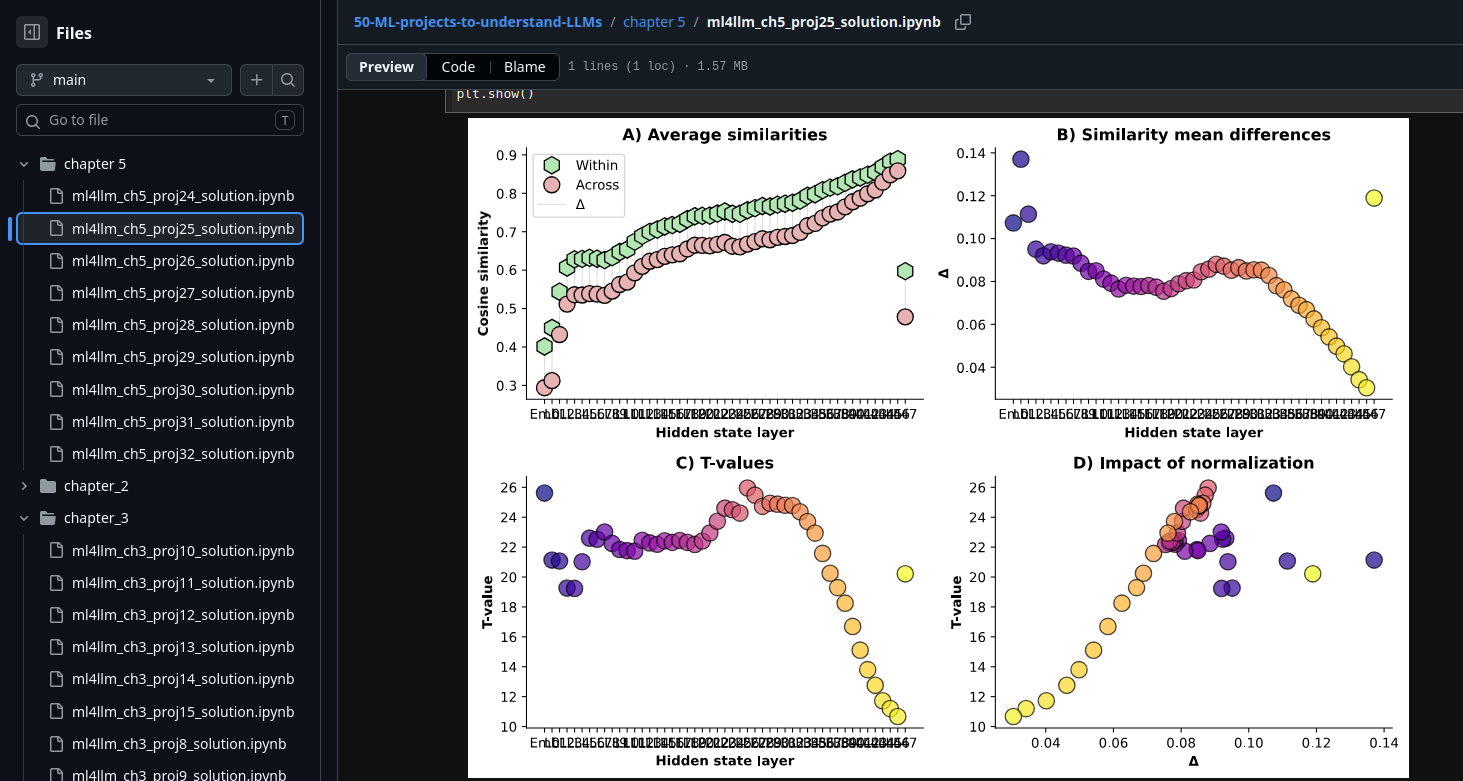 Files
main
Go to file
T
chapter 5
ml4llm_ch5_proj24_solution.ipynb
ml4llm_ch5_proj25_solution.ipynb
ml4llm_ch5_proj26_solution.ipynb
ml4llm_ch5_proj27_solution.ipynb
ml4llm_ch5_proj28_solution.ipynb
ml4llm_ch5_proj29_solution.ipynb
ml4llm_ch5_proj30_solution.ipynb
ml4llm_ch5_proj31_solution.ipynb
ml4llm_ch5_proj32_solution.ipynb
chapter_2
chapter_3
ml4llm_ch3_proj10_solution.ipynb
ml4llm_ch3_proj11_solution.ipynb
ml4llm_ch3_proj12_solution.ipynb
ml4llm_ch3_proj13_solution.ipynb
ml4llm_ch3_proj14_solution.ipynb
ml4llm_ch3_proj15_solution.ipynb
ml4llm_ch3_proj8_solution.ipynb
ml4llm_ch3_proj9_solution.ipynb
50-ML-projects-to-understand-LLMs / chapter 5 / ml4llm_ch5_proj25_solution.ipynb
Preview Code Blame 1 lines (1 loc) · 1.57 MB
plt.show()
A) Average similarities
Within
Across
Δ
0.9
0.8
0.7
0.6
0.5
0.4
0.3
Cosine similarity
Hidden state layer
B) Similarity mean differences
0.14
0.12
0.10
0.08
0.06
0.04
Δ
Hidden state layer
C) T-values
26
24
22
20
18
16
14
12
10
T-value
Hidden state layer
D) Impact of normalization
26
24
22
20
18
16
14
12
10
T-value
0.04 0.06 0.08 0.10 0.12 0.14
Δ